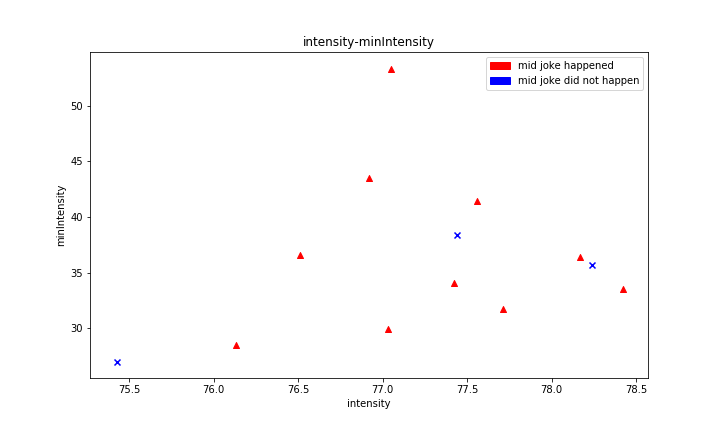 intensity-minIntensity
mid joke happened
mid joke did not happen
minIntensity
50
45
40
35
30
75.5 76.0 76.5 77.0 77.5 78.0 78.5
intensity